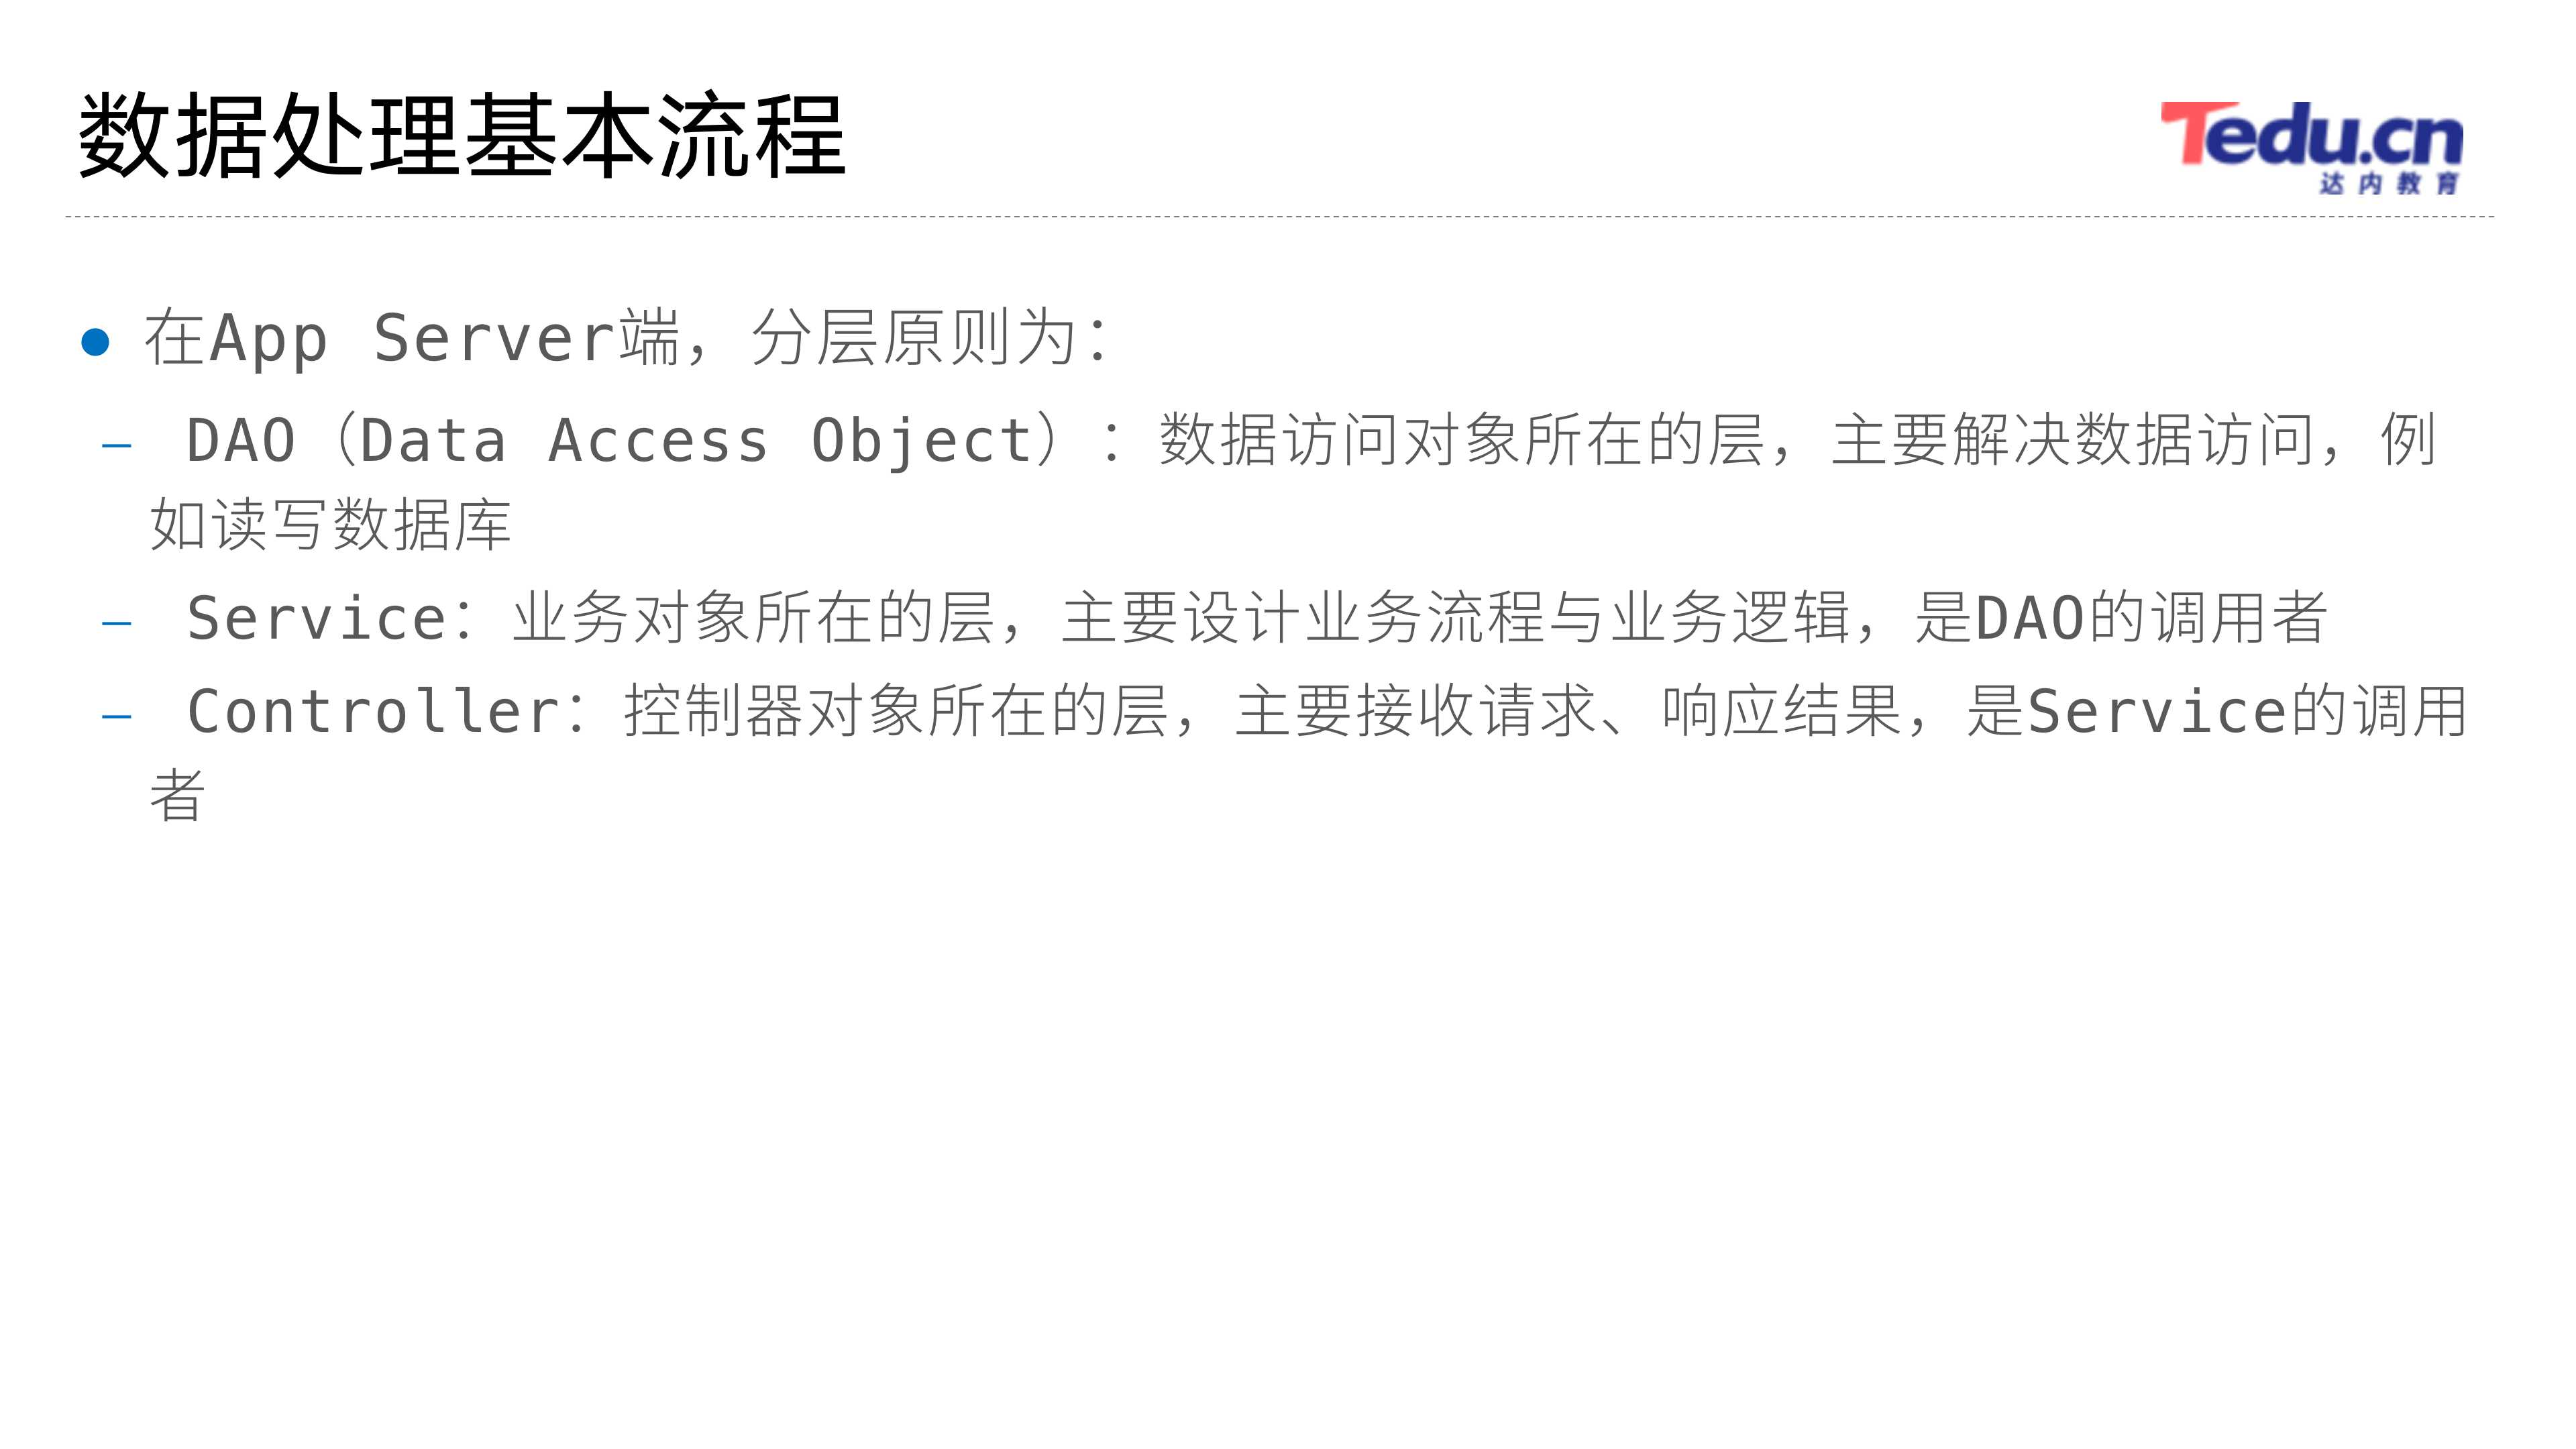 数据处理基本流程
Tedu.cn
达内教育
● 在App Server端，分层原则为：
– DAO（Data Access Object）：数据访问对象所在的层，主要解决数据访问，例
如读写数据库
– Service：业务对象所在的层，主要设计业务流程与业务逻辑，是DAO的调用者
– Controller：控制器对象所在的层，主要接收请求、响应结果，是Service的调用
者